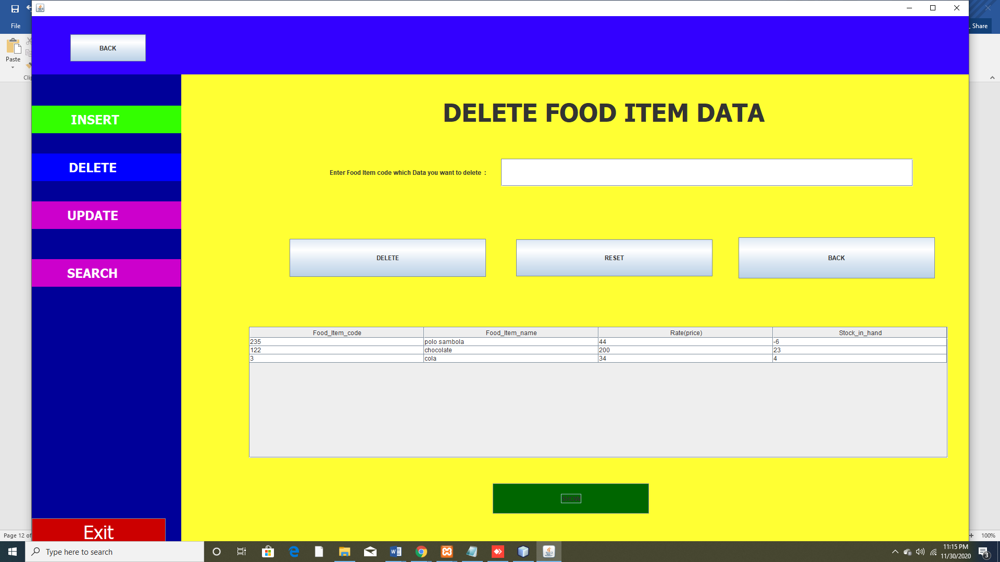 File
Share
BACK
Paste
Cli
INSERT
DELETE FOOD ITEM DATA
DELETE
Enter Food Item code which Data you want to delete :
UPDATE
DELETE RESET BACK
SEARCH
Food_Item_code Food_Item_name Rate(price) Stock_in_hand
235 polo sambola 44 -6
122 chocolate 200 23
3 cola 34 4
SHOW
Exit
Page 12 of
100%
Type here to search
11:15 PM
11/30/2020
3